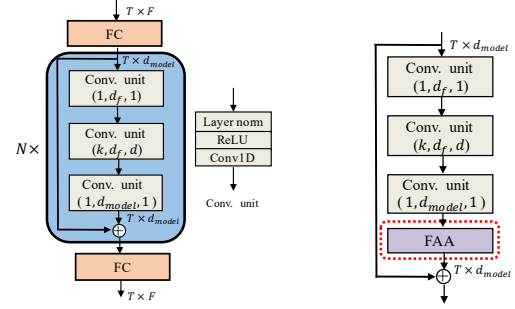 T × F
FC
T × d_model
Conv. unit
(1, d_f, 1)
Conv. unit
(k, d_f, d)
N×
Conv. unit
(1, d_model, 1)
T × d_model
FC
T × F
Layer norm
ReLU
Conv1D
Conv. unit
T × d_model
Conv. unit
(1, d_f, 1)
Conv. unit
(k, d_f, d)
Conv. unit
(1, d_model, 1)
FAA
T × d_model